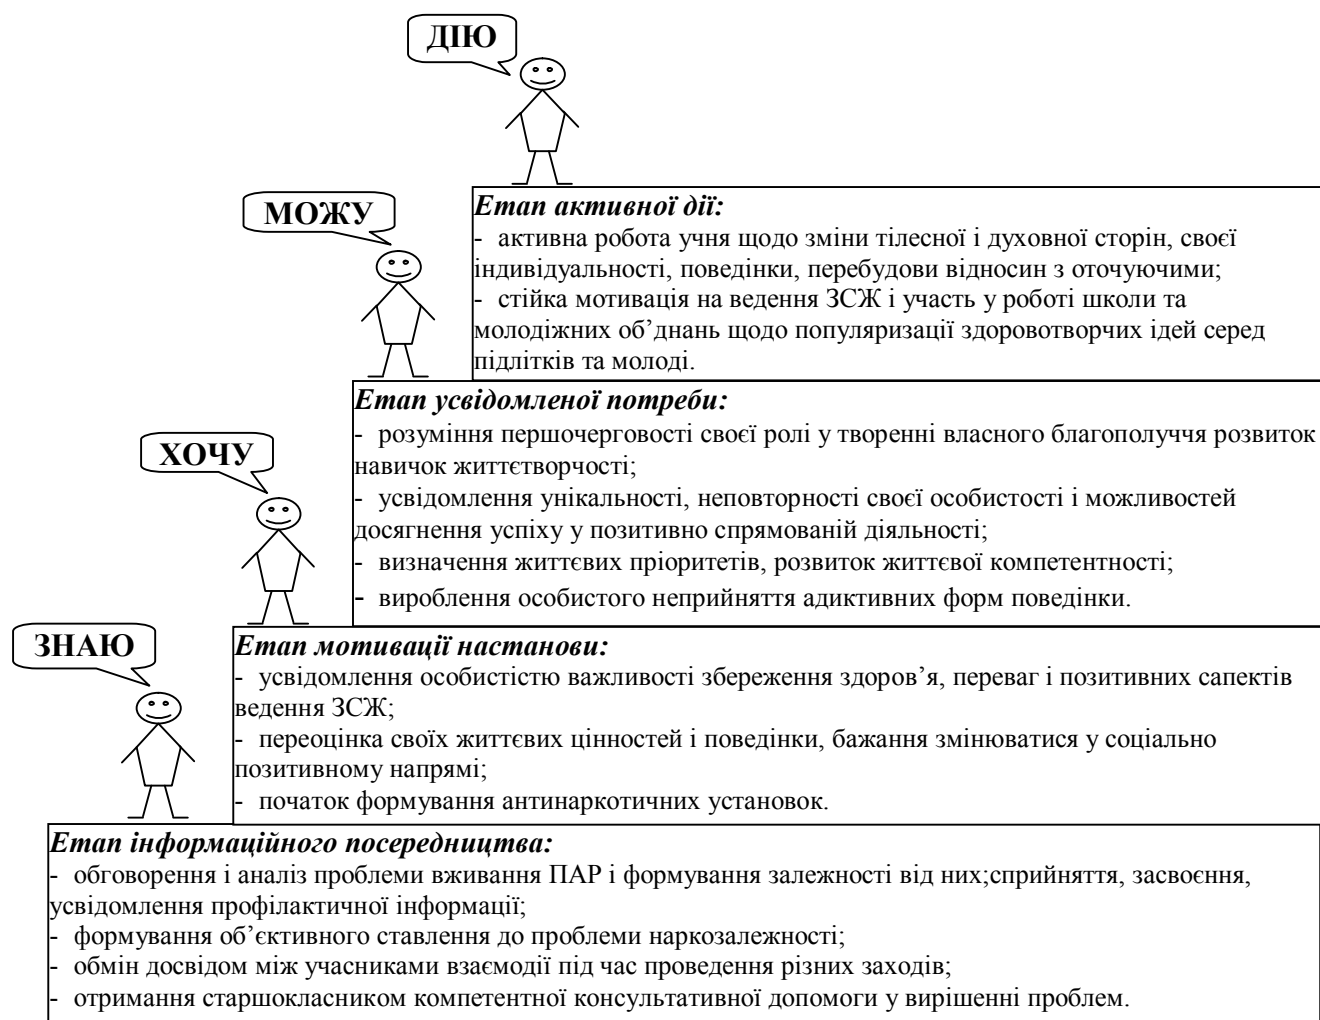 ДІЮ
МОЖУ
Етап активної дії:
- активна робота учня щодо зміни тілесної і духовної сторін, своєї
індивідуальності, поведінки, перебудови відносин з оточуючими;
- стійка мотивація на ведення ЗСЖ і участь у роботі школи та
молодіжних об’днань щодо популяризації здоровотворчих ідей серед
підлітків та молоді.
ХОЧУ
Етап усвідомленої потреби:
- розуміння першочерговості своєї ролі у творенні власного благополуччя розвиток
навичок життєтворчості;
- усвідомлення унікальності, неповторності своєї особистості і можливостей
досягнення успіху у позитивно спрямованій діяльності;
- визначення життєвих пріоритетів, розвиток життєвої компетентності;
- вироблення особистого неприйняття адиктивних форм поведінки.
ЗНАЮ
Етап мотивації настанови:
- усвідомлення особистістю важливості збереження здоров’я, переваг і позитивних сапектів
ведення ЗСЖ;
- переоцінка своїх життєвих цінностей і поведінки, бажання змінюватися у соціально
позитивному напрямі;
- початок формування антинаркотичних установок.
Етап інформаційного посередництва:
- обговорення і аналіз проблеми вживання ПАР і формування залежності від них;сприйняття, засвоєння,
усвідомлення профілактичної інформації;
- формування об’єктивного ставлення до проблеми наркозалежності;
- обмін досвідом між учасниками взаємодії під час проведення різних заходів;
- отримання старшокласником компетентної консультативної допомоги у вирішенні проблем.